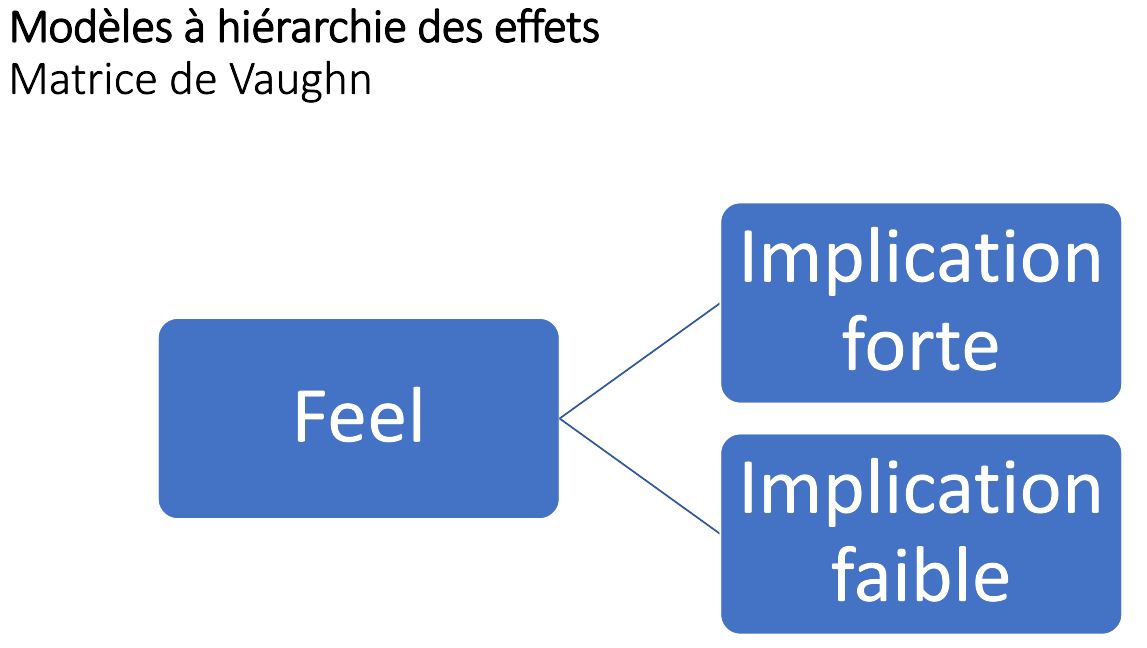 Modèles à hiérarchie des effets
Matrice de Vaughn
Feel
Implication
forte
Implication
faible